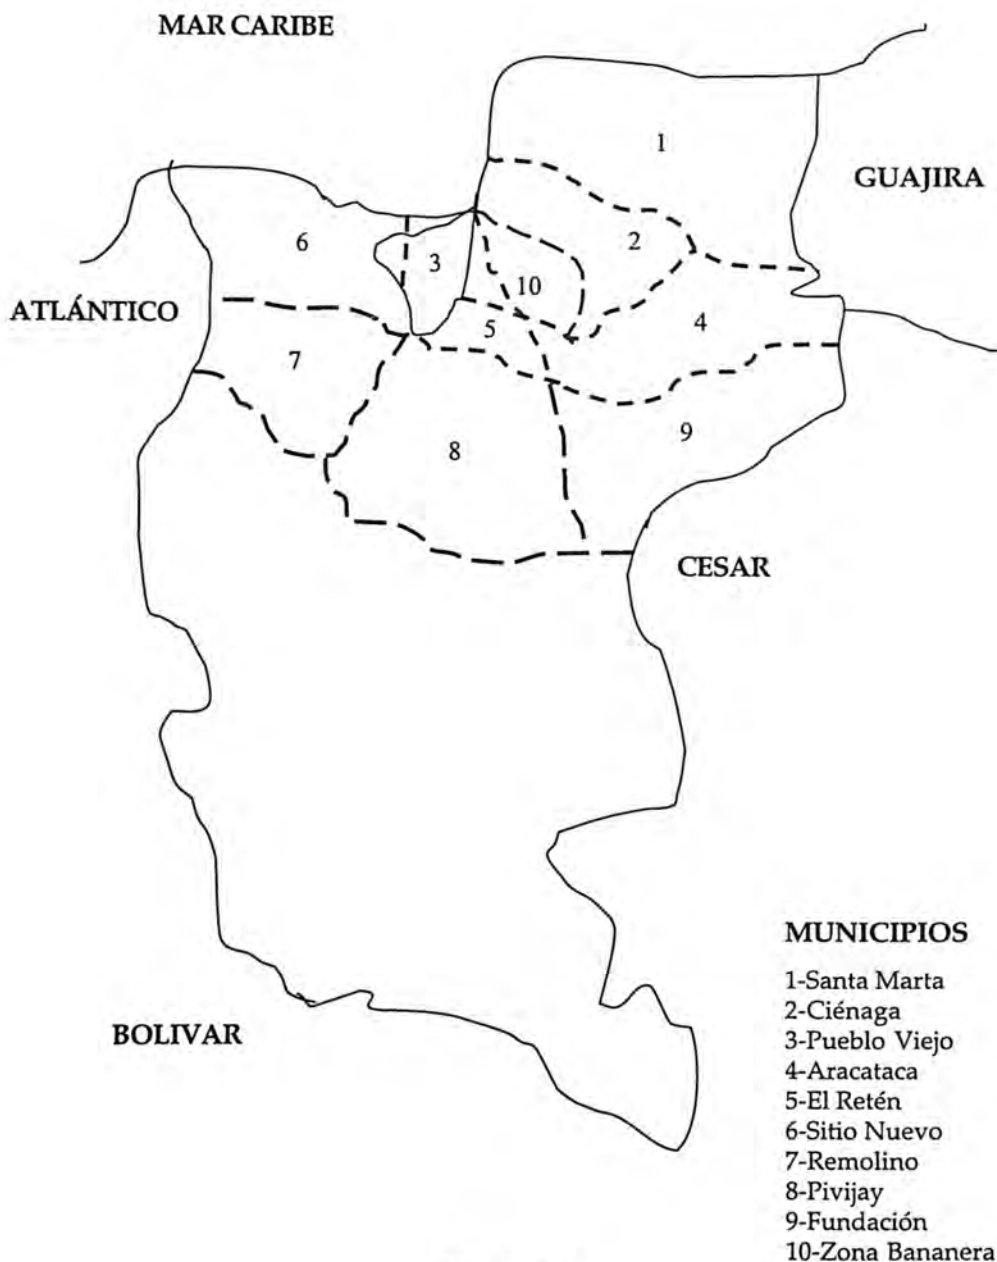 MAR CARIBE
1
GUAJIRA
6
2
3
10
ATLÁNTICO
5
4
7
9
8
CESAR
BOLIVAR
MUNICIPIOS
1-Santa Marta
2-Ciénaga
3-Pueblo Viejo
4-Aracataca
5-El Retén
6-Sitio Nuevo
7-Remolino
8-Pivijay
9-Fundación
10-Zona Bananera